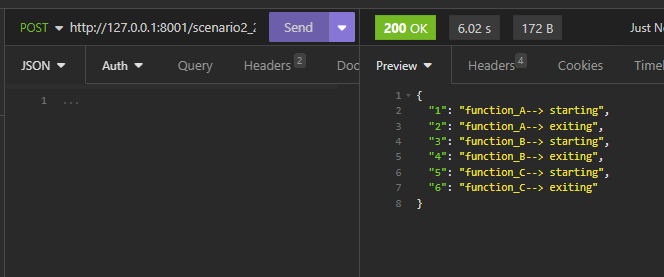 POST http://127.0.0.1:8001/scenario2_2 Send
200 OK 6.02 s 172 B Just No
JSON Auth Query Headers 2 Doc
Preview Headers 4 Cookies Timel
1 ...
1 {
2 "1": "function_A--> starting",
3 "2": "function_A--> exiting",
4 "3": "function_B--> starting",
5 "4": "function_B--> exiting",
6 "5": "function_C--> starting",
7 "6": "function_C--> exiting"
8 }